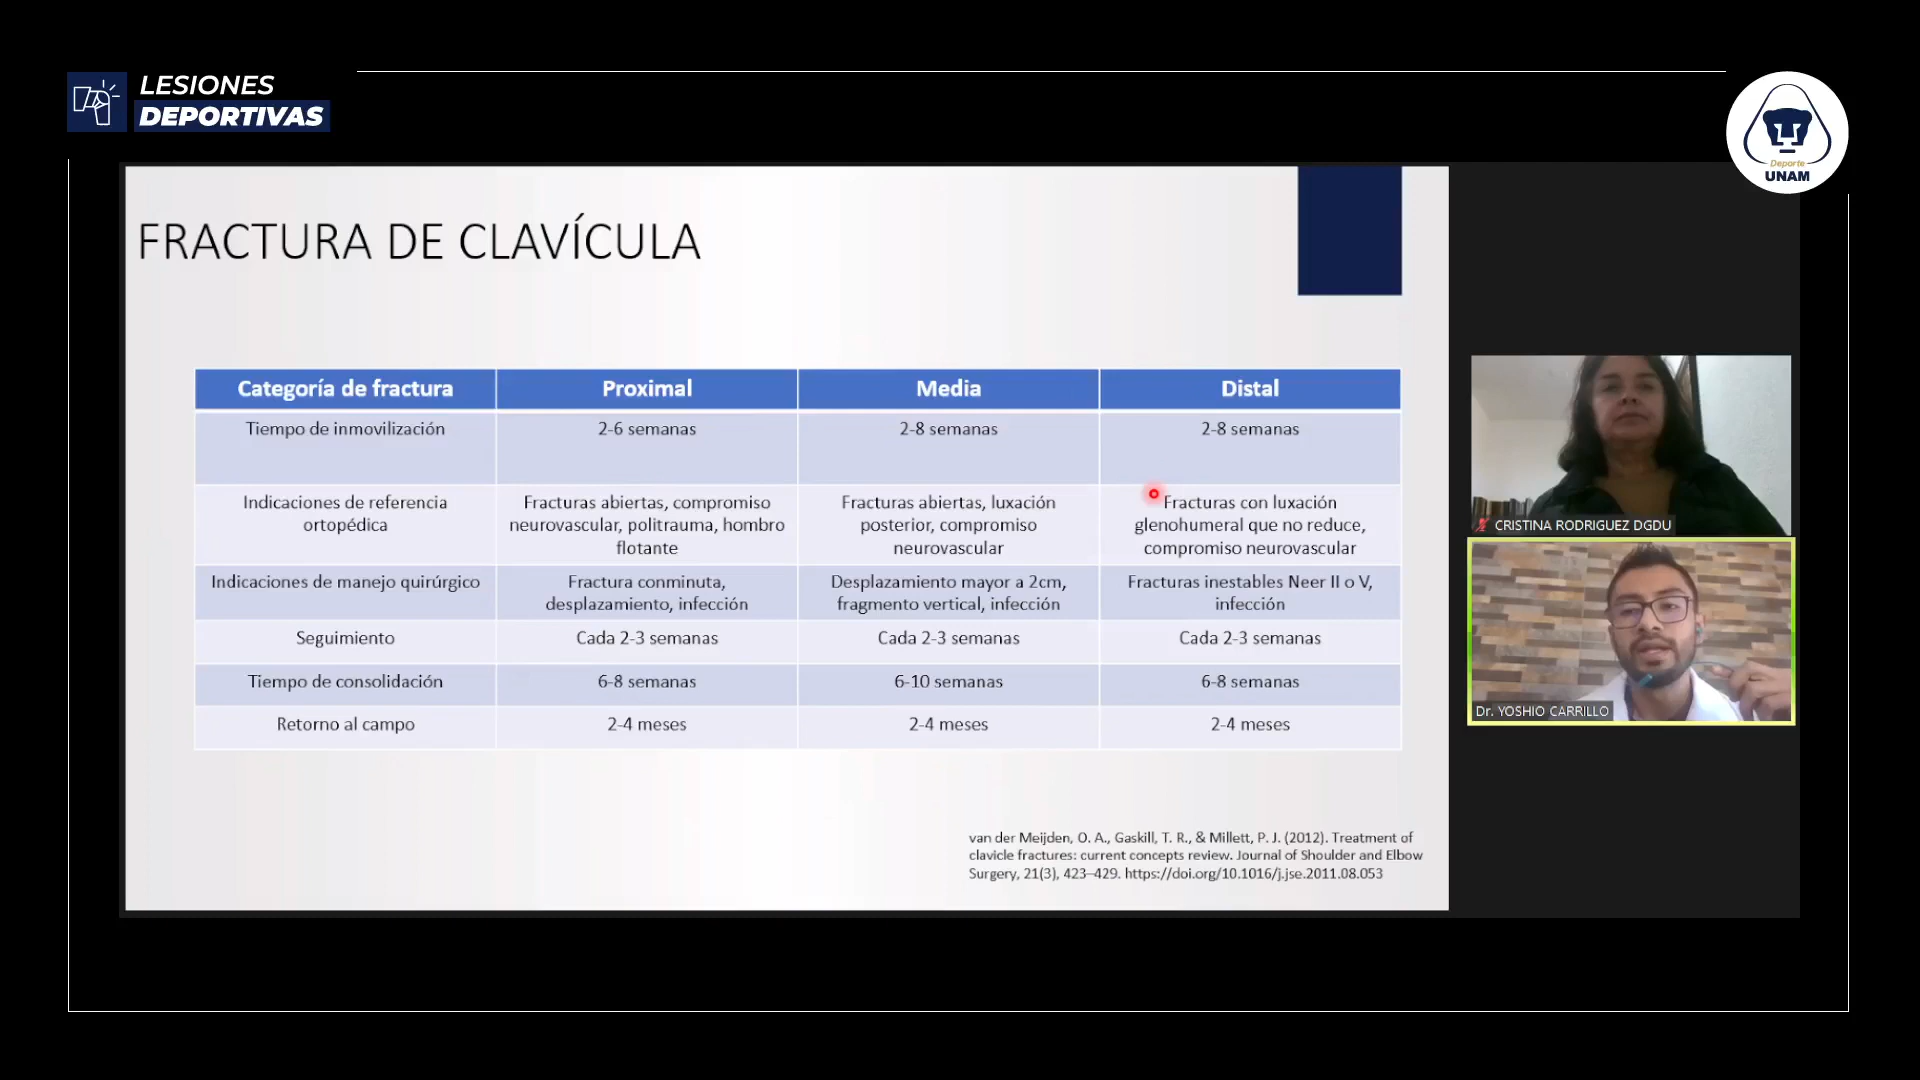 LESIONES
DEPORTIVAS
Deporte
UNAM
FRACTURA DE CLAVÍCULA
Categoría de fractura
Proximal
Media
Distal
Tiempo de inmovilización
2-6 semanas
2-8 semanas
2-8 semanas
Indicaciones de referencia
ortopédica
Fracturas abiertas, compromiso
neurovascular, politrauma, hombro
flotante
Fracturas abiertas, luxación
posterior, compromiso
neurovascular
Fracturas con luxación
glenohumeral que no reduce,
compromiso neurovascular
Indicaciones de manejo quirúrgico
Fractura conminuta,
desplazamiento, infección
Desplazamiento mayor a 2cm,
fragmento vertical, infección
Fracturas inestables Neer II o V,
infección
Seguimiento
Cada 2-3 semanas
Cada 2-3 semanas
Cada 2-3 semanas
Tiempo de consolidación
6-8 semanas
6-10 semanas
6-8 semanas
Retorno al campo
2-4 meses
2-4 meses
2-4 meses
van der Meijden, O. A., Gaskill, T. R., & Millett, P. J. (2012). Treatment of
clavicle fractures: current concepts review. Journal of Shoulder and Elbow
Surgery, 21(3), 423–429. https://doi.org/10.1016/j.jse.2011.08.053
CRISTINA RODRIGUEZ DGDU
Dr. YOSHIO CARRILLO